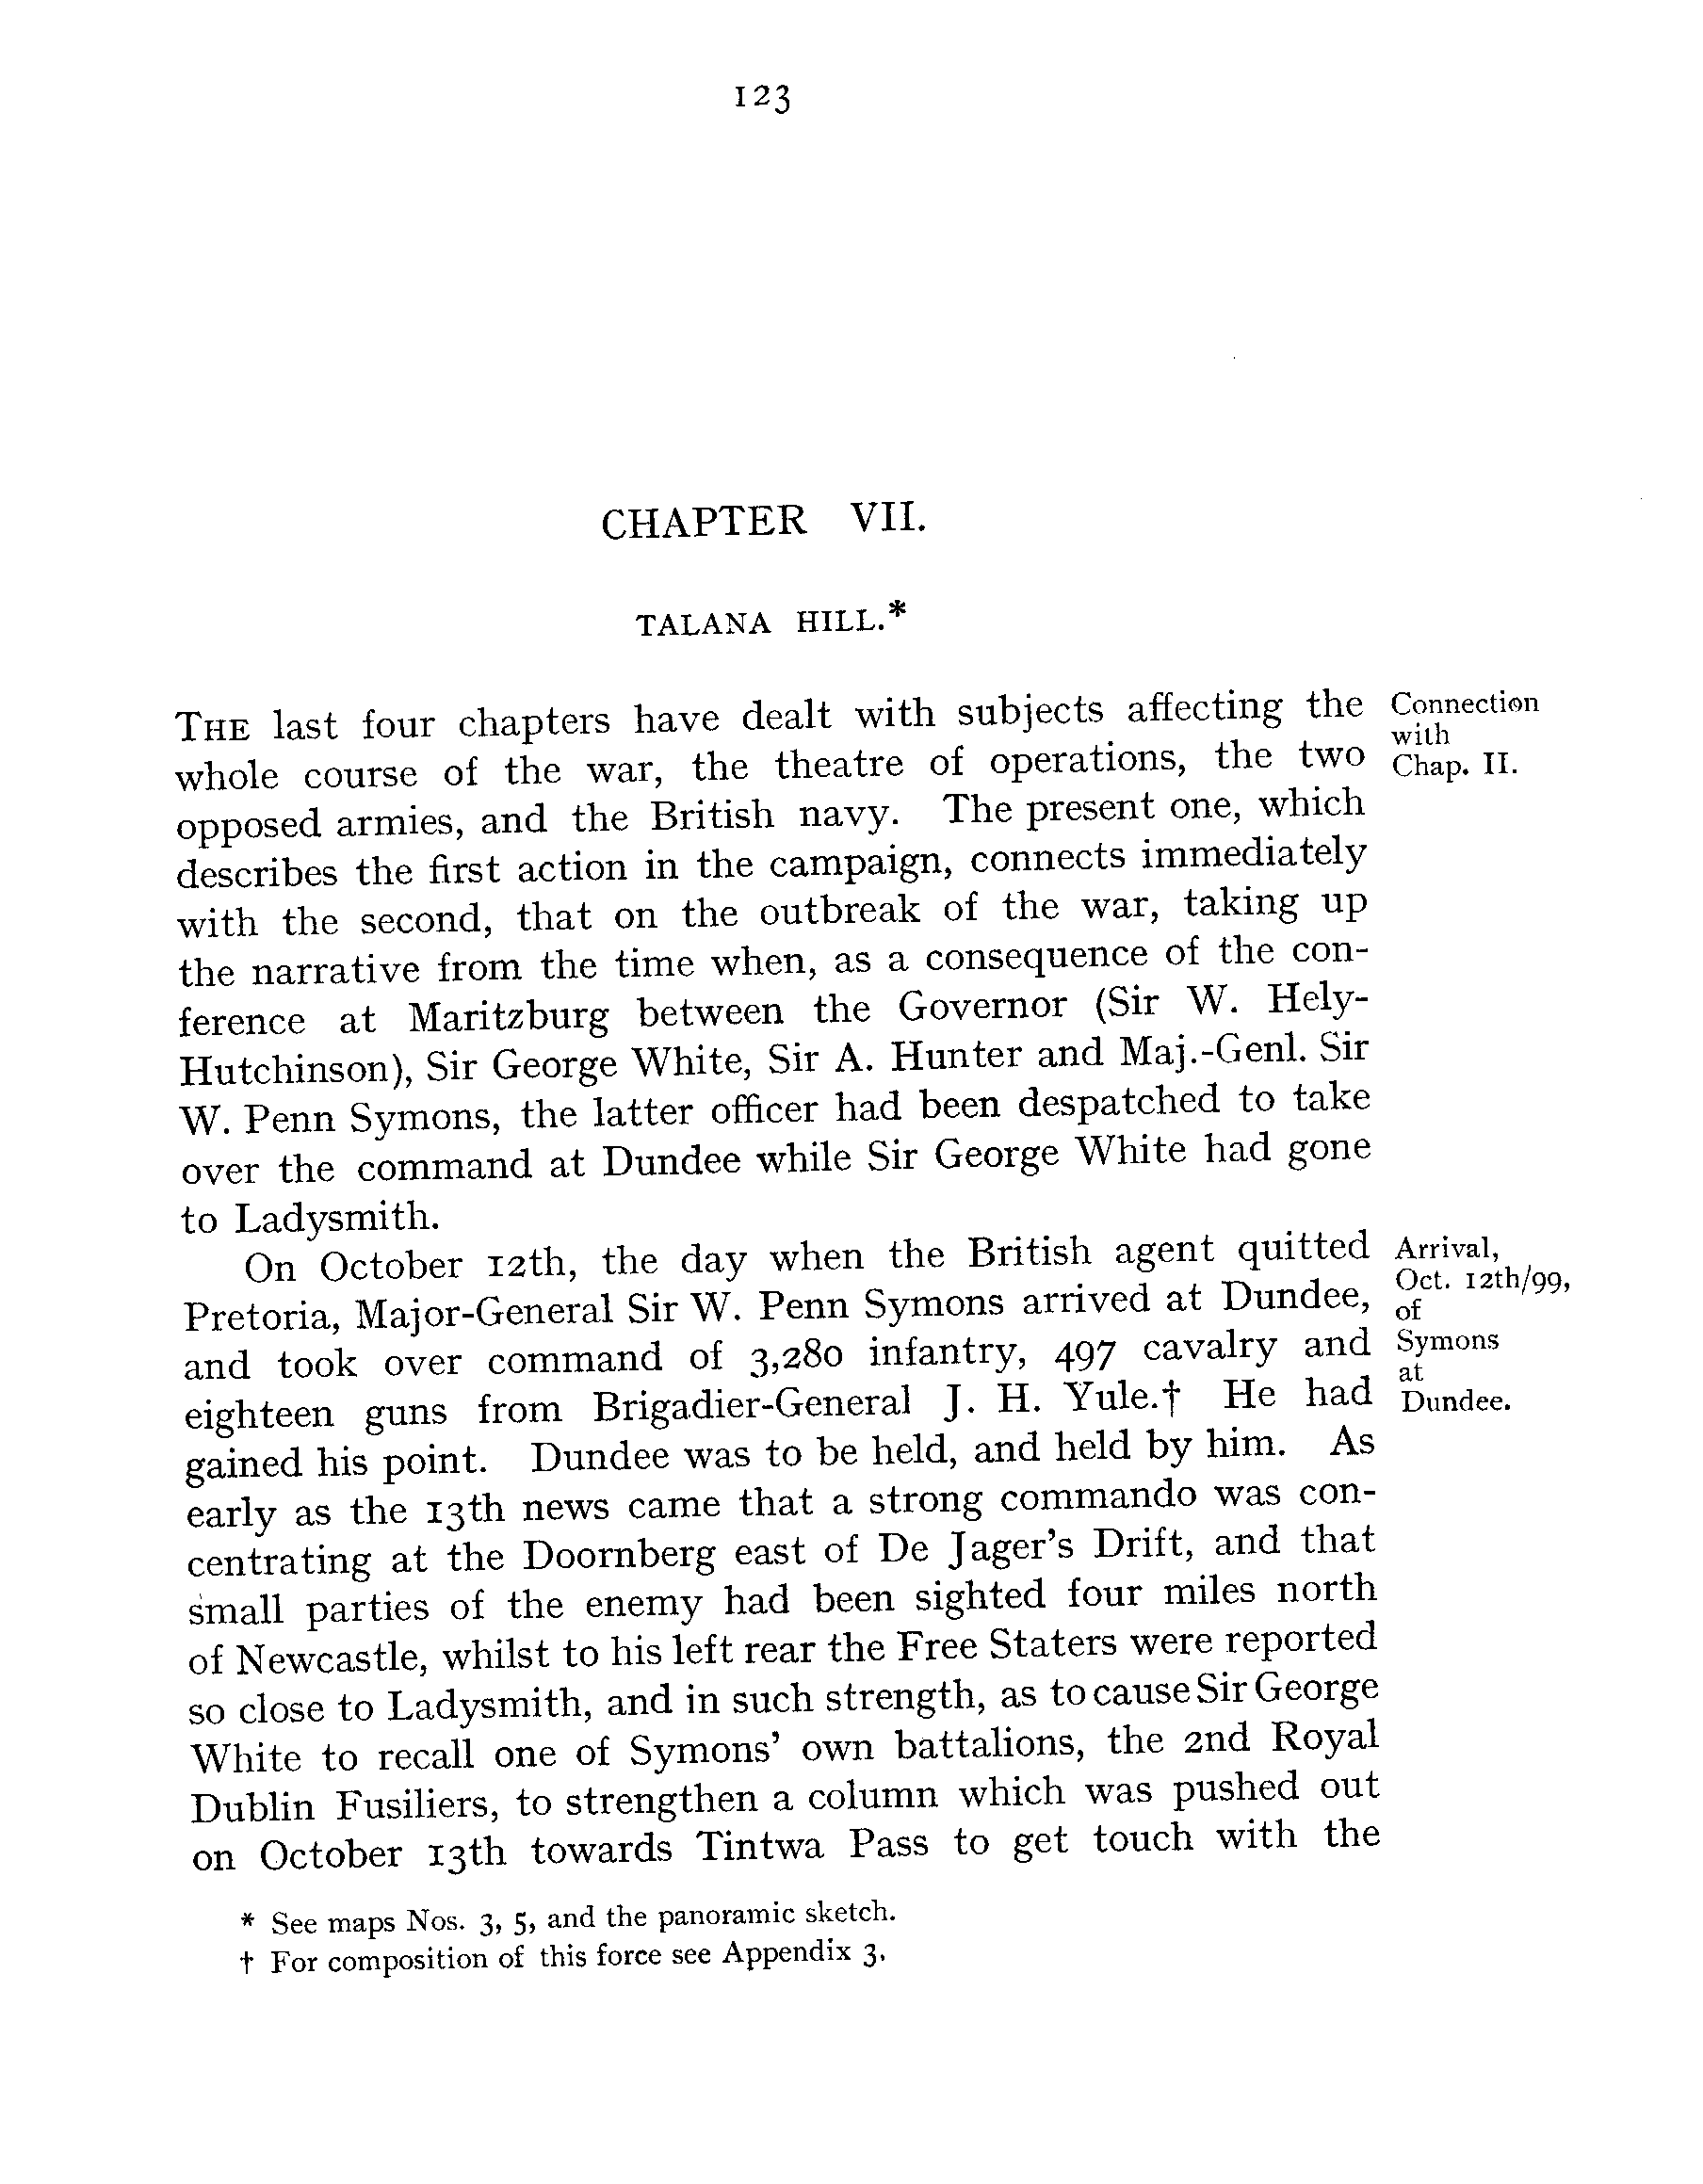 123
CHAPTER VII.
TALANA HILL.*
THE last four chapters have dealt with subjects affecting the
whole course of the war, the theatre of operations, the two
opposed armies, and the British navy. The present one, which
describes the first action in the campaign, connects immediately
with the second, that on the outbreak of the war, taking up
the narrative from the time when, as a consequence of the con-
ference at Maritzburg between the Governor (Sir W. Hely-
Hutchinson), Sir George White, Sir A. Hunter and Maj.-Genl. Sir
W. Penn Symons, the latter officer had been despatched to take
over the command at Dundee while Sir George White had gone
to Ladysmith.
Connection
with
Chap. II.
On October 12th, the day when the British agent quitted
Pretoria, Major-General Sir W. Penn Symons arrived at Dundee,
and took over command of 3,280 infantry, 497 cavalry and
eighteen guns from Brigadier-General J. H. Yule.† He had
gained his point. Dundee was to be held, and held by him. As
early as the 13th news came that a strong commando was con-
centrating at the Doornberg east of De Jager's Drift, and that
small parties of the enemy had been sighted four miles north
of Newcastle, whilst to his left rear the Free Staters were reported
so close to Ladysmith, and in such strength, as to cause Sir George
White to recall one of Symons' own battalions, the 2nd Royal
Dublin Fusiliers, to strengthen a column which was pushed out
on October 13th towards Tintwa Pass to get touch with the
Arrival,
Oct. 12th/99,
of
Symons
at
Dundee.
* See maps Nos. 3, 5, and the panoramic sketch.
† For composition of this force see Appendix 3.